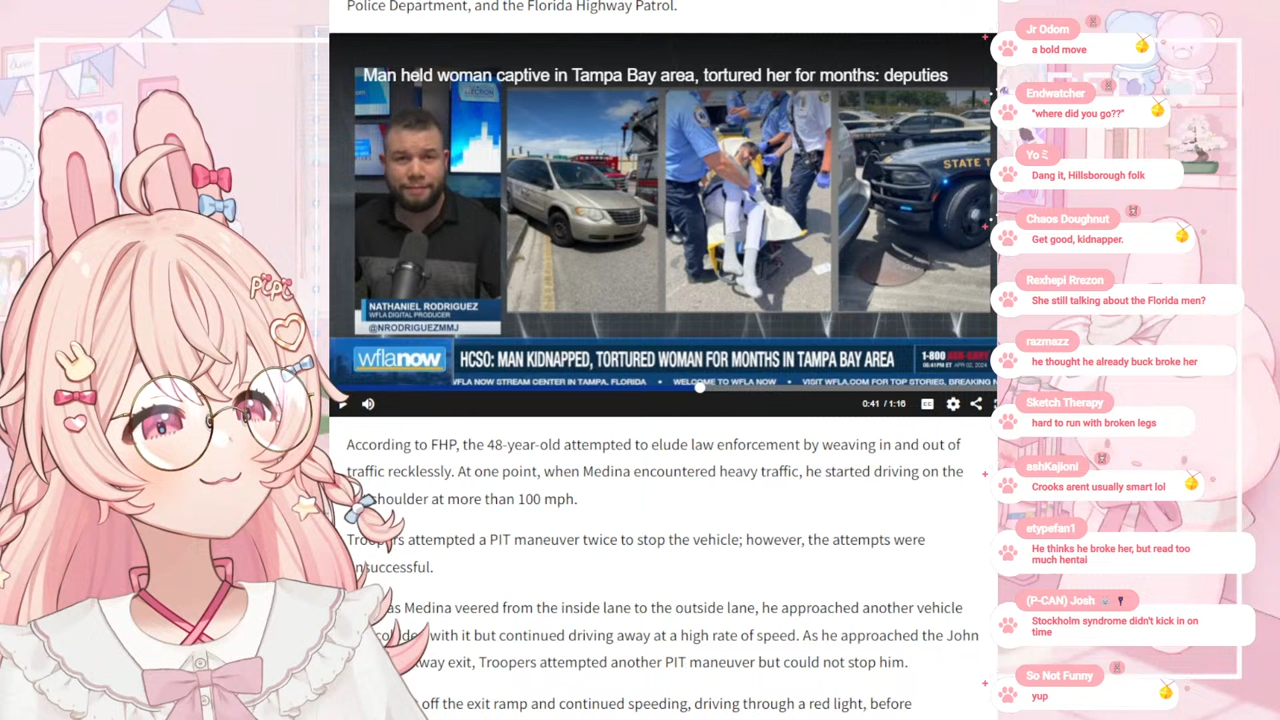 Police Department, and the Florida Highway Patrol.
Man held woman captive in Tampa Bay area, tortured her for months: deputies
STATE T
NATHANIEL RODRIGUEZ
WFLA DIGITAL PRODUCER
@NRODRIGUEZMMJ
wflanow
HCSO: MAN KIDNAPPED, TORTURED WOMAN FOR MONTHS IN TAMPA BAY AREA
1-800
WFLA NOW STREAM CENTER IN TAMPA, FLORIDA • WELCOME TO WFLA NOW • VISIT WFLA.COM FOR TOP STORIES, BREAKING N
0:41 / 1:16
CC
According to FHP, the 48-year-old attempted to elude law enforcement by weaving in and out of
traffic recklessly. At one point, when Medina encountered heavy traffic, he started driving on the
shoulder at more than 100 mph.
Troopers attempted a PIT maneuver twice to stop the vehicle; however, the attempts were
unsuccessful.
Medina veered from the inside lane to the outside lane, he approached another vehicle
with it but continued driving away at a high rate of speed. As he approached the John
way exit, Troopers attempted another PIT maneuver but could not stop him.
off the exit ramp and continued speeding, driving through a red light, before
PiPi
Jr Odom
a bold move
Endwatcher
"where did you go??"
Yoミ
Dang it, Hillsborough folk
Chaos Doughnut
Get good, kidnapper.
Rexhepi Rrezon
She still talking about the Florida men?
razmazz
he thought he already buck broke her
Sketch Therapy
hard to run with broken legs
ashKajioni
Crooks arent usually smart lol
etypefan1
He thinks he broke her, but read too
much hentai
(P-CAN) Josh
Stockholm syndrome didn't kick in on
time
So Not Funny
yup